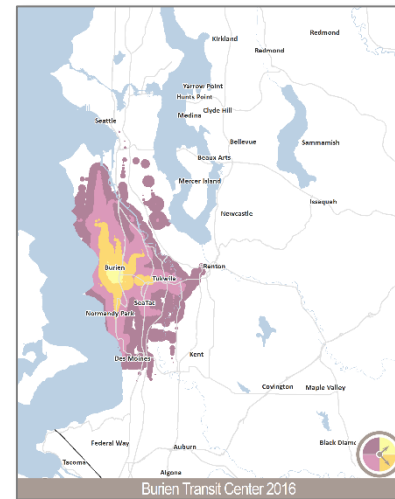 Kirkland
Redmond
Redmond
Yarrow Point
Hunts Point
Clyde Hill
Medina
Seattle
Bellevue
Sammamish
Beaux Arts
Mercer Island
Issaquah
Newcastle
Burien
Renton
Tukwila
SeaTac
Normandy Park
Des Moines
Kent
Covington
Maple Valley
Federal Way
Auburn
Black Diamo
Tacoma
Algona
Burien Transit Center 2016